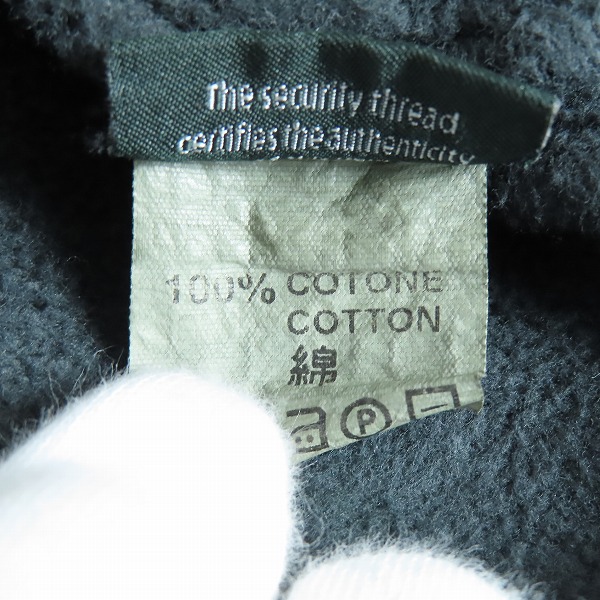 The security thread
certifies the authenticity
100% COTONE
COTTON
綿
P